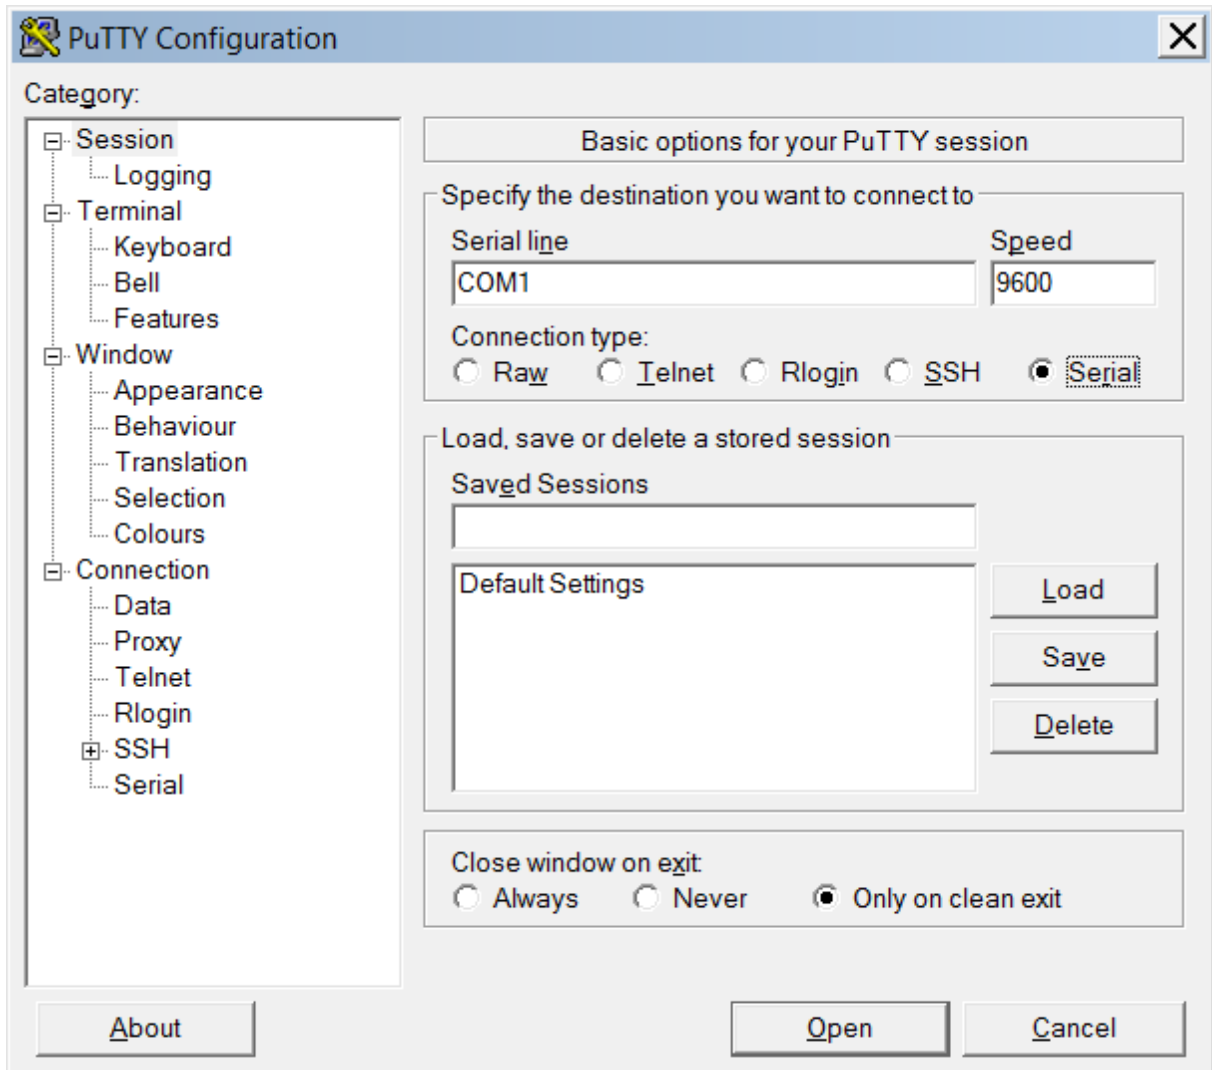 PuTTY Configuration
Category:
Session
Logging
Terminal
Keyboard
Bell
Features
Window
Appearance
Behaviour
Translation
Selection
Colours
Connection
Data
Proxy
Telnet
Rlogin
SSH
Serial
Basic options for your PuTTY session
Specify the destination you want to connect to
Serial line Speed
COM1 9600
Connection type:
Raw Telnet Rlogin SSH Serial
Load, save or delete a stored session
Saved Sessions
Default Settings
Load
Save
Delete
Close window on exit:
Always Never Only on clean exit
About Open Cancel